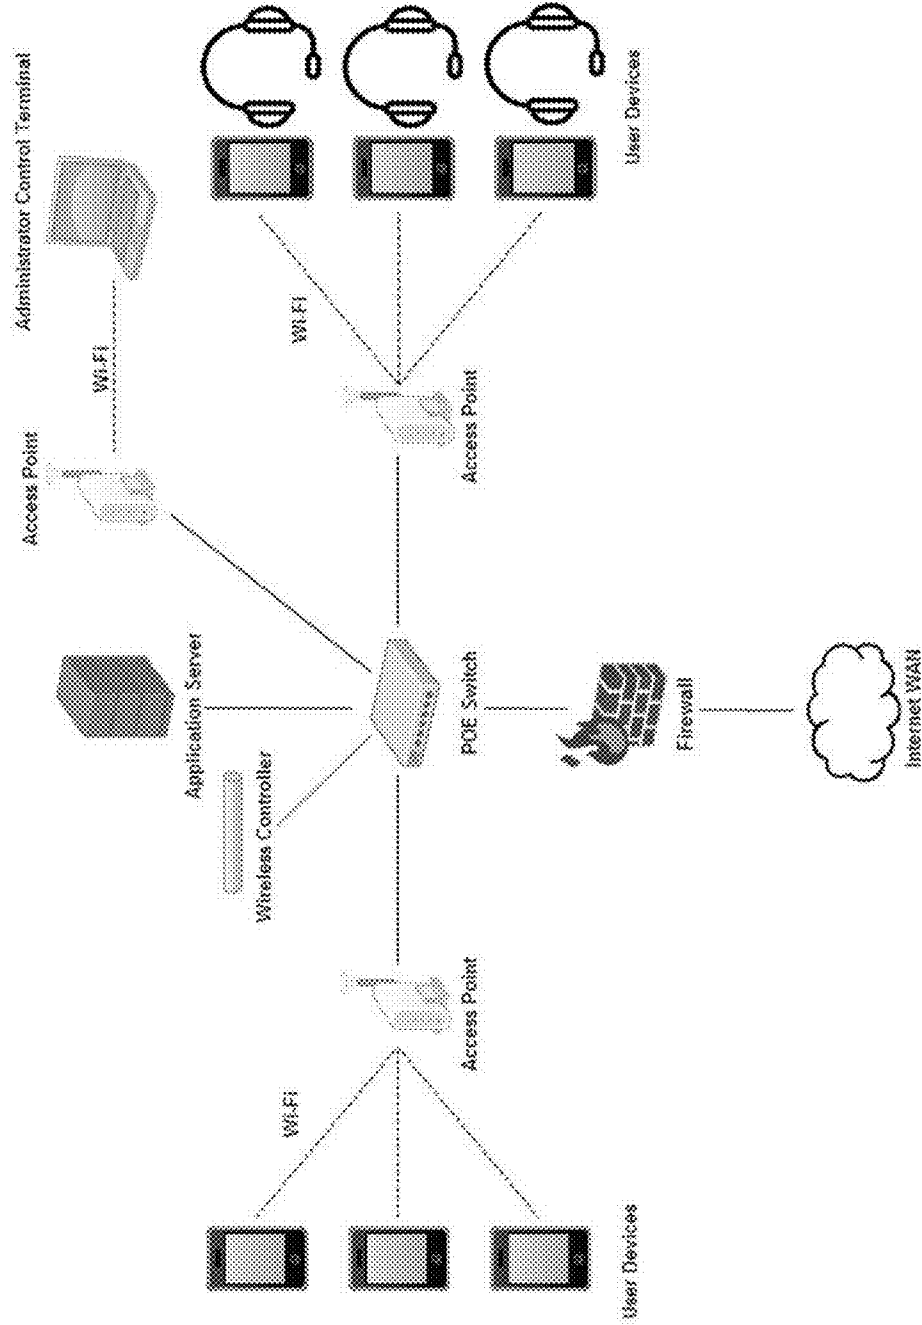 Administrator Control Terminal
Access Point
Wi-Fi
Application Server
Wireless Controller
Wi-Fi
Wi-Fi
Access Point
POE Switch
Access Point
User Devices
User Devices
Firewall
Internet WAN